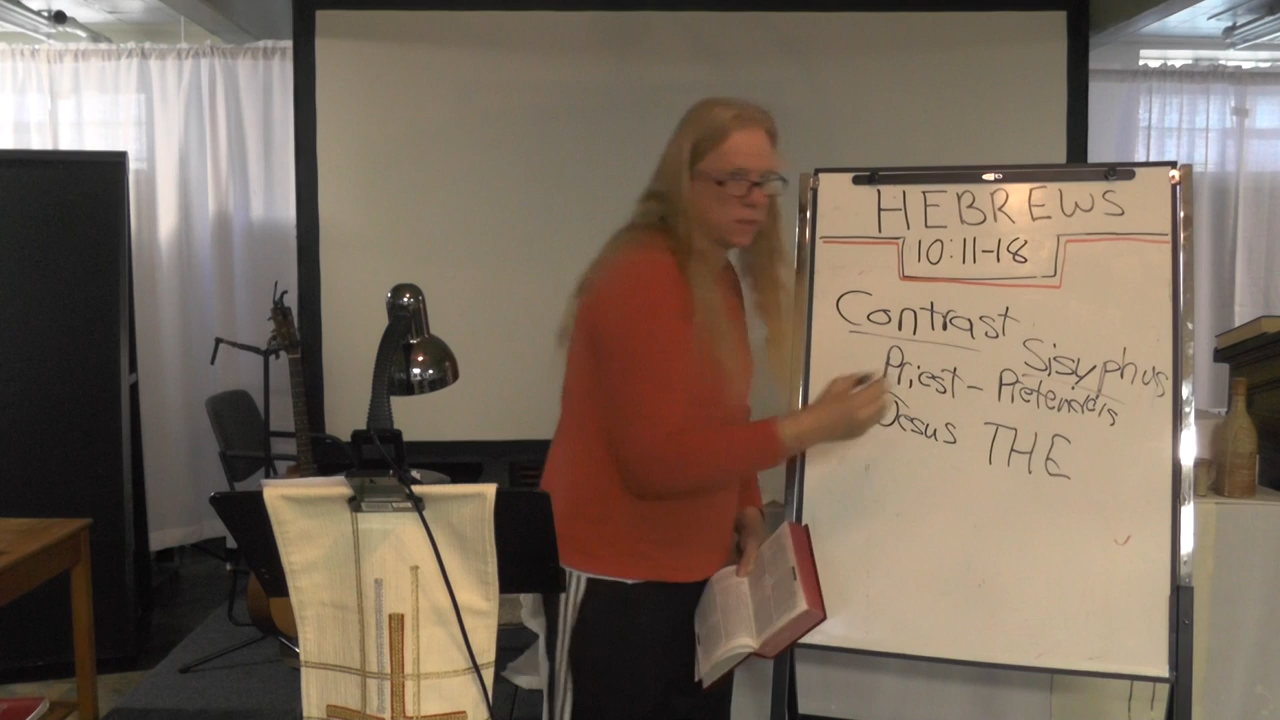 HEBREWS
10:11-18
Contrast
Sisyphus
Priest - Pretenders
Jesus THE